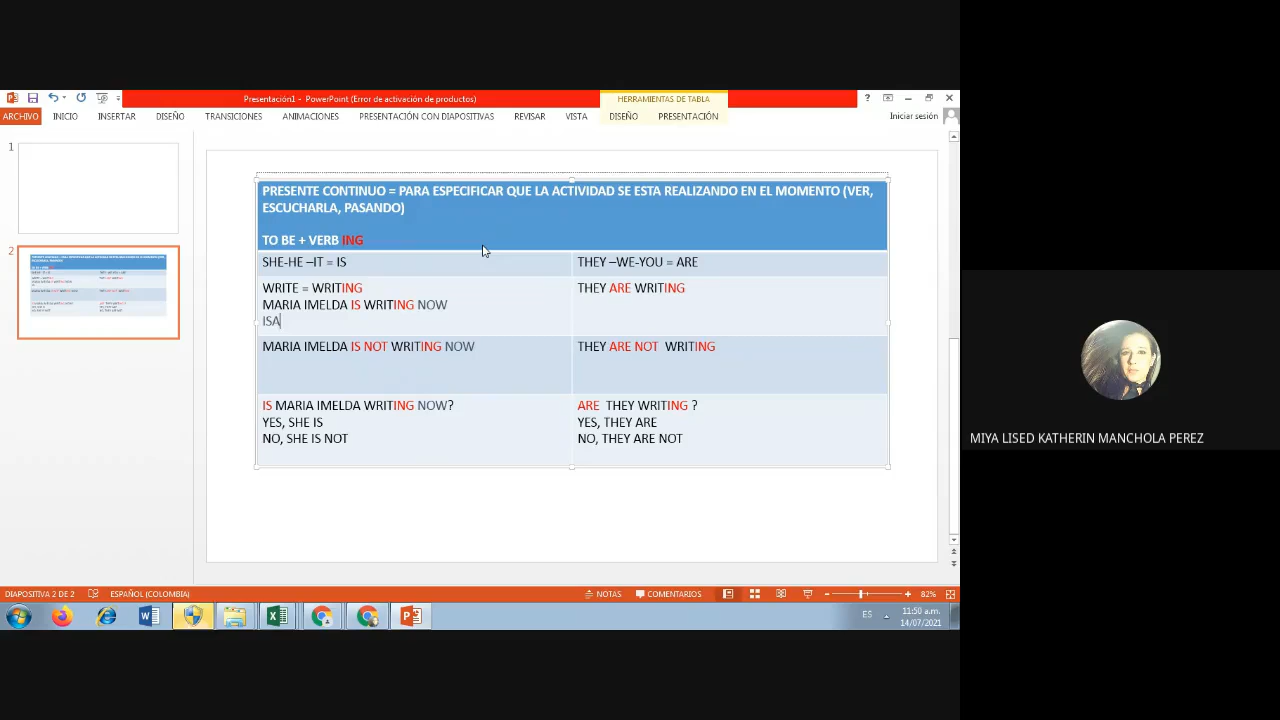 Presentación1 - PowerPoint (Error de activación de productos)
HERRAMIENTAS DE TABLA
ARCHIVO INICIO INSERTAR DISEÑO TRANSICIONES ANIMACIONES PRESENTACIÓN CON DIAPOSITIVAS REVISAR VISTA DISEÑO PRESENTACIÓN Iniciar sesión
1
2
PRESENTE CONTINUO = PARA ESPECIFICAR QUE LA ACTIVIDAD SE ESTA REALIZANDO EN EL MOMENTO (VER,
ESCUCHARLA, PASANDO)
TO BE + VERB ING
SHE-HE –IT = IS
THEY –WE-YOU = ARE
WRITE = WRITING
MARIA IMELDA IS WRITING NOW
ISA
THEY ARE WRITING
MARIA IMELDA IS NOT WRITING NOW
THEY ARE NOT WRITING
IS MARIA IMELDA WRITING NOW?
YES, SHE IS
NO, SHE IS NOT
ARE THEY WRITING ?
YES, THEY ARE
NO, THEY ARE NOT
MIYA LISED KATHERIN MANCHOLA PEREZ
DIAPOSITIVA 2 DE 2 ESPAÑOL (COLOMBIA) NOTAS COMENTARIOS 82%
ES
11:50 a.m.
14/07/2021